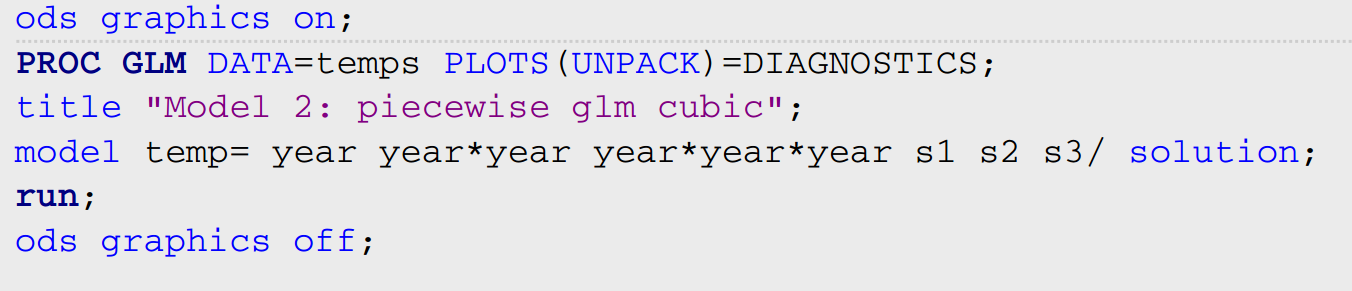 ods graphics on;
PROC GLM DATA=temps PLOTS(UNPACK)=DIAGNOSTICS;
title "Model 2: piecewise glm cubic";
model temp= year year*year year*year*year s1 s2 s3/ solution;
run;
ods graphics off;